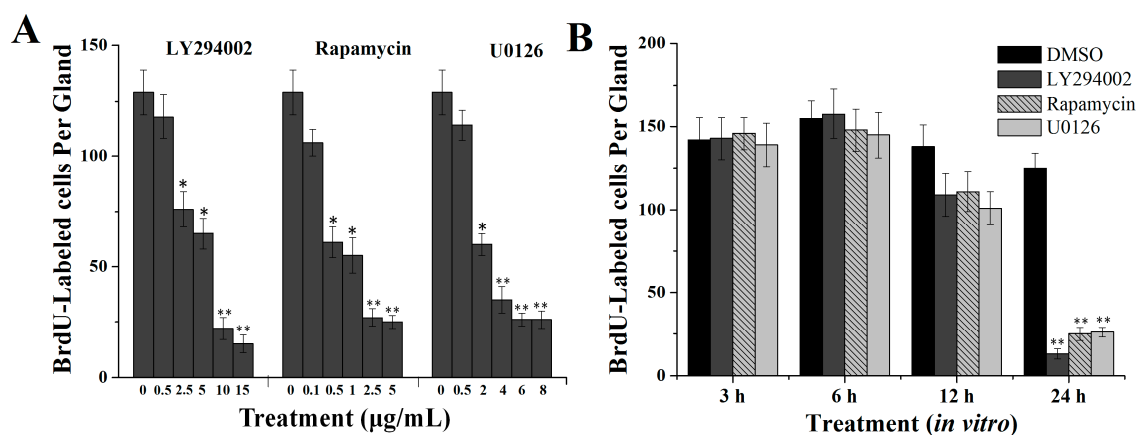 A
LY294002 Rapamycin U0126
BrdU-Labeled cells Per Gland
150
100
50
0
* * ** **
* * ** **
* ** ** **
0 0.5 2.5 5 10 15 0 0.1 0.5 1 2.5 5 0 0.5 2 4 6 8
Treatment (μg/mL)
B
BrdU-Labeled cells Per Gland
200
150
100
50
0
DMSO
LY294002
Rapamycin
U0126
** ** **
3 h 6 h 12 h 24 h
Treatment (in vitro)